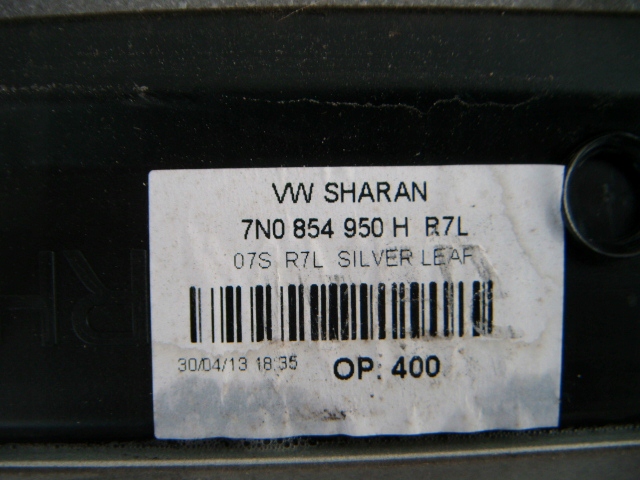 VW SHARAN
7N0 854 950 H R7L
07S R7L SILVER LEAF
30/04/13 18:35 OP: 400